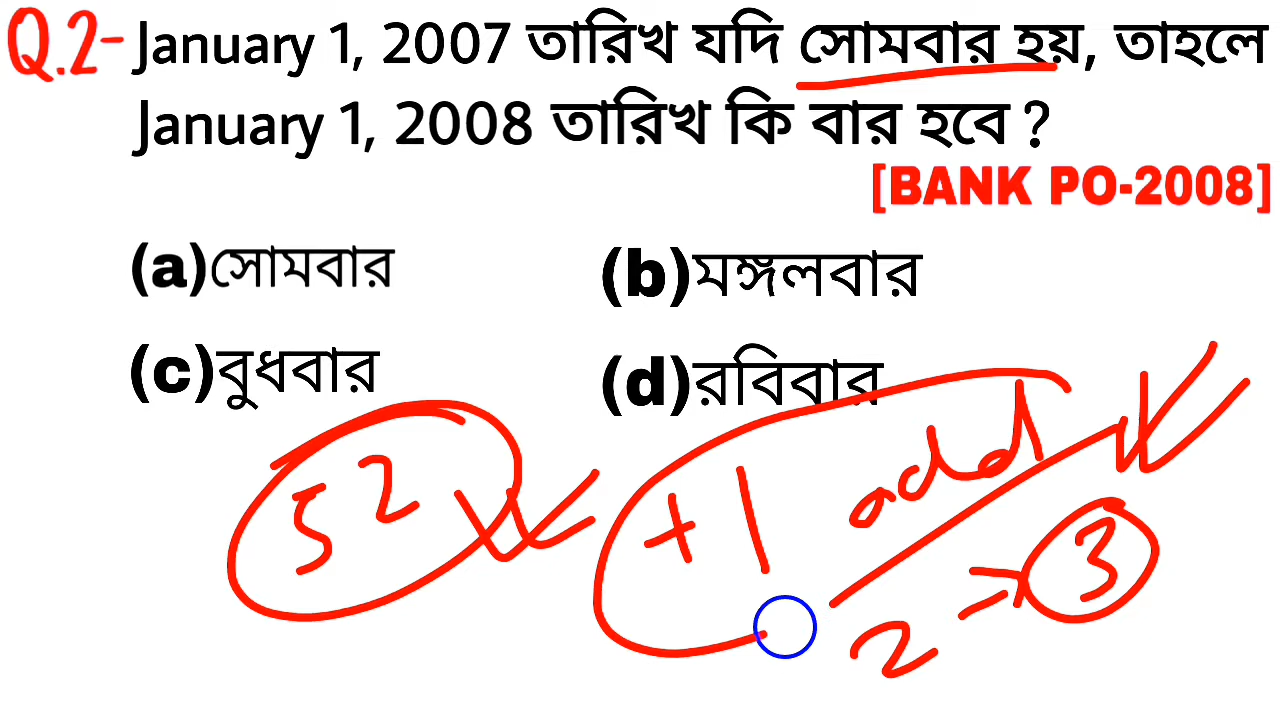 Q.2- January 1, 2007 তারিখ যদি সোমবার হয়, তাহলে
January 1, 2008 তারিখ কি বার হবে ?
[BANK PO-2008]
(a)সোমবার (b)মঙ্গলবার
(c)বুধবার (d)রবিবার
52 +1 add
2 ⇒ 3